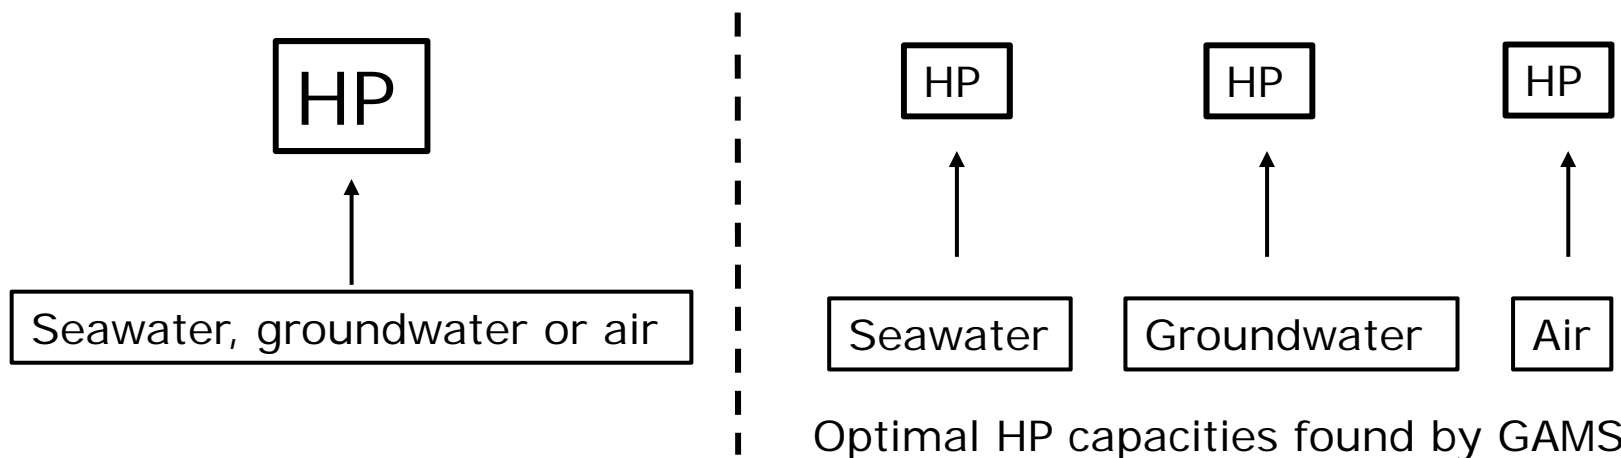 HP
Seawater, groundwater or air
HP
HP
HP
Seawater
Groundwater
Air
Optimal HP capacities found by GAMS